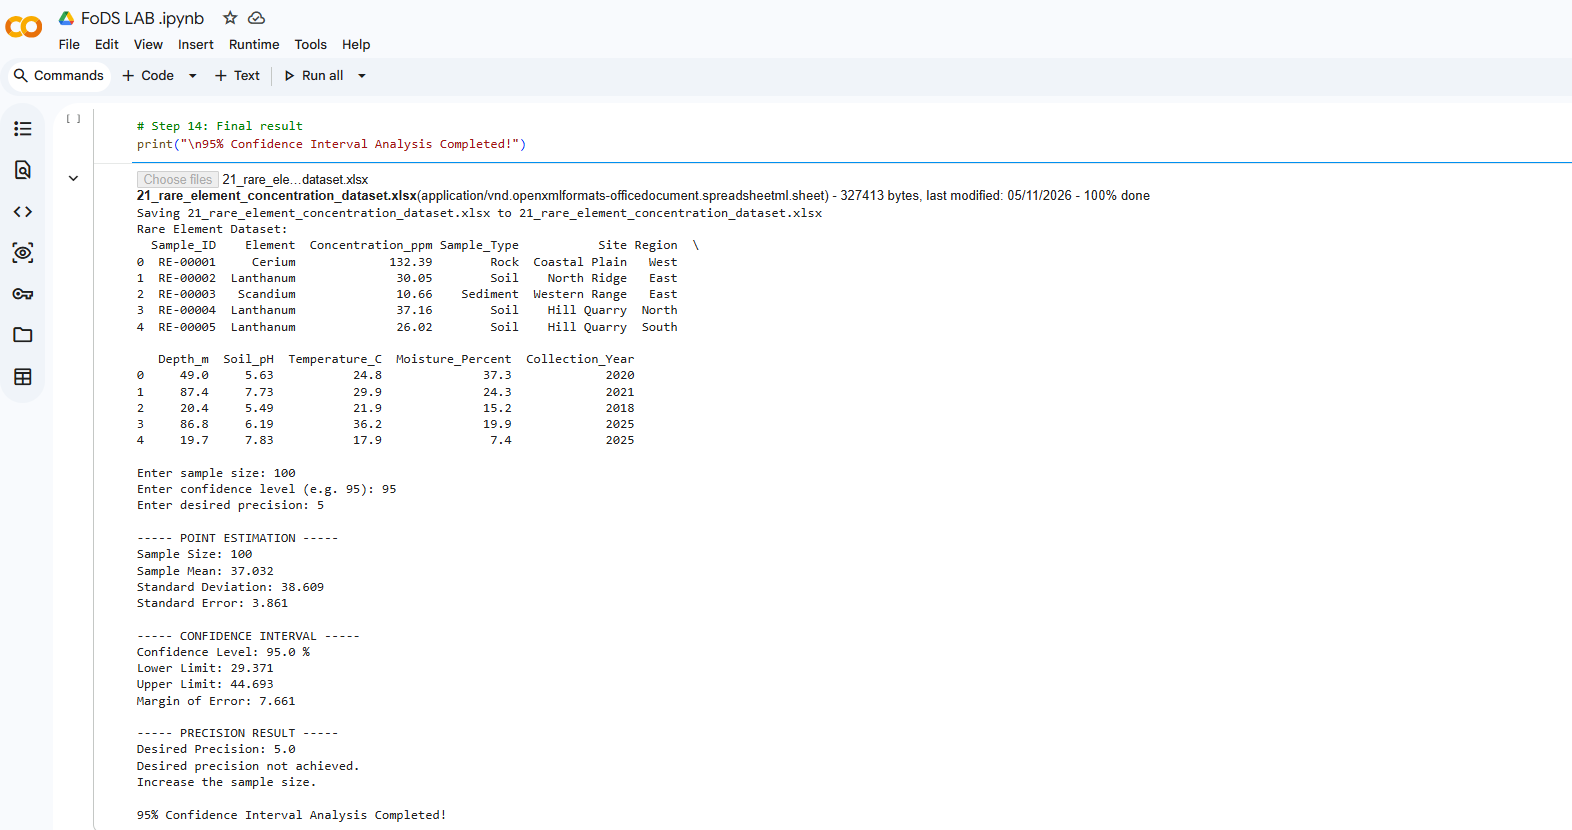 FoDS LAB .ipynb
File Edit View Insert Runtime Tools Help
Commands + Code + Text Run all
[ ]
# Step 14: Final result
print("\n95% Confidence Interval Analysis Completed!")
Choose files 21_rare_ele...dataset.xlsx
21_rare_element_concentration_dataset.xlsx(application/vnd.openxmlformats-officedocument.spreadsheetml.sheet) - 327413 bytes, last modified: 05/11/2026 - 100% done
Saving 21_rare_element_concentration_dataset.xlsx to 21_rare_element_concentration_dataset.xlsx
Rare Element Dataset:
Sample_ID Element Concentration_ppm Sample_Type Site Region \
0 RE-00001 Cerium 132.39 Rock Coastal Plain West
1 RE-00002 Lanthanum 30.05 Soil North Ridge East
2 RE-00003 Scandium 10.66 Sediment Western Range East
3 RE-00004 Lanthanum 37.16 Soil Hill Quarry North
4 RE-00005 Lanthanum 26.02 Soil Hill Quarry South
Depth_m Soil_pH Temperature_C Moisture_Percent Collection_Year
0 49.0 5.63 24.8 37.3 2020
1 87.4 7.73 29.9 24.3 2021
2 20.4 5.49 21.9 15.2 2018
3 86.8 6.19 36.2 19.9 2025
4 19.7 7.83 17.9 7.4 2025
Enter sample size: 100
Enter confidence level (e.g. 95): 95
Enter desired precision: 5
----- POINT ESTIMATION -----
Sample Size: 100
Sample Mean: 37.032
Standard Deviation: 38.609
Standard Error: 3.861
----- CONFIDENCE INTERVAL -----
Confidence Level: 95.0 %
Lower Limit: 29.371
Upper Limit: 44.693
Margin of Error: 7.661
----- PRECISION RESULT -----
Desired Precision: 5.0
Desired precision not achieved.
Increase the sample size.
95% Confidence Interval Analysis Completed!